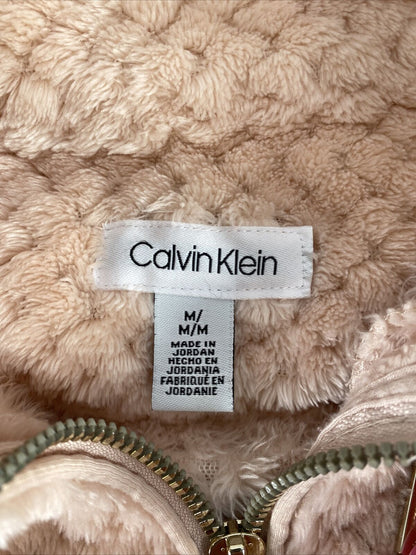 Calvin Klein
M/
M/M
MADE IN
JORDAN
HECHO EN
JORDANIA
FABRIQUÉ EN
JORDANIE